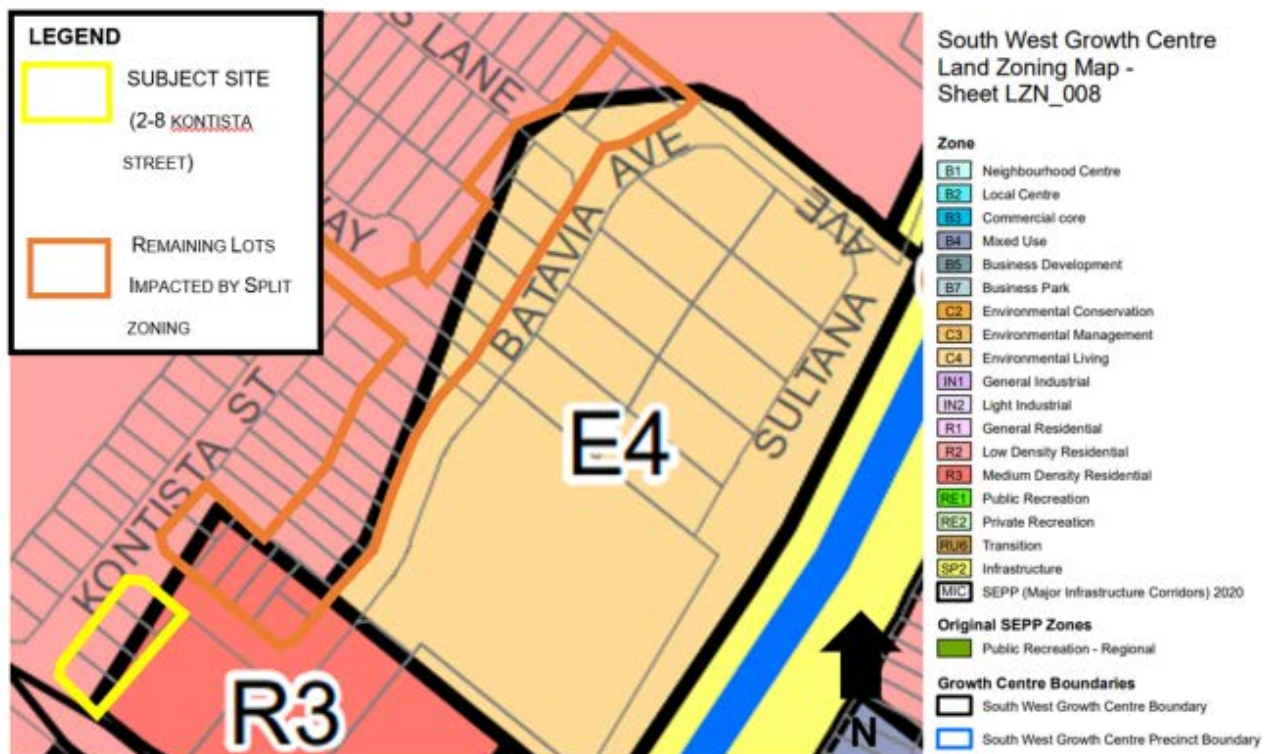 LEGEND
SUBJECT SITE
(2-8 KONTISTA
STREET)
REMAINING LOTS
IMPACTED BY SPLIT
ZONING
S LANE
WAY
BATAVIA AVE
SULTANA AVE
KONTISTA ST
E4
R3
N
South West Growth Centre
Land Zoning Map -
Sheet LZN_008
Zone
B1 Neighbourhood Centre
B2 Local Centre
B3 Commercial core
B4 Mixed Use
B5 Business Development
B7 Business Park
C2 Environmental Conservation
C3 Environmental Management
C4 Environmental Living
IN1 General Industrial
IN2 Light Industrial
R1 General Residential
R2 Low Density Residential
R3 Medium Density Residential
RE1 Public Recreation
RE2 Private Recreation
RU6 Transition
SP2 Infrastructure
MIC SEPP (Major Infrastructure Corridors) 2020
Original SEPP Zones
Public Recreation - Regional
Growth Centre Boundaries
South West Growth Centre Boundary
South West Growth Centre Precinct Boundary